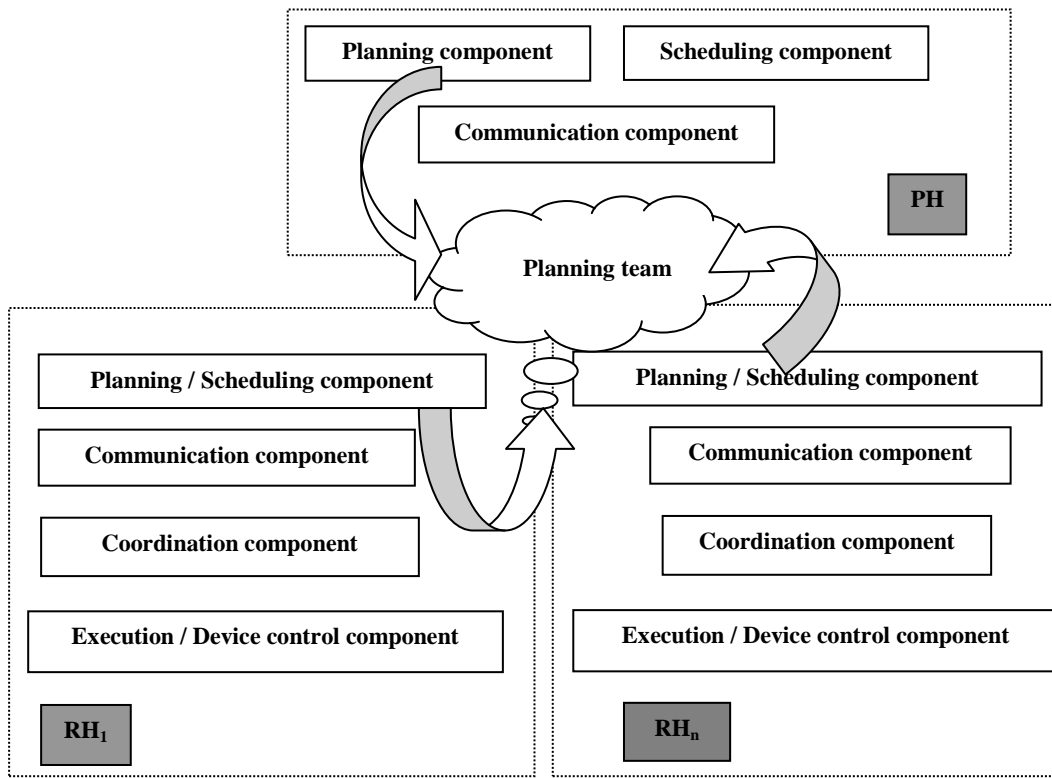 Planning component
Scheduling component
Communication component
PH
Planning team
Planning / Scheduling component
Communication component
Coordination component
Execution / Device control component
RH₁
Planning / Scheduling component
Communication component
Coordination component
Execution / Device control component
RHₙ